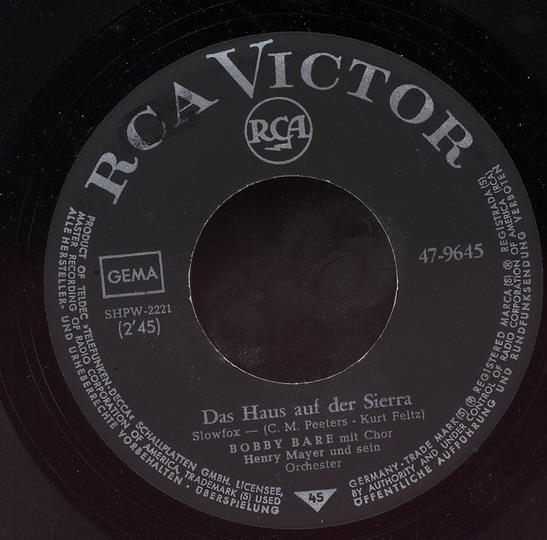 RCA VICTOR
RCA
GEMA
47-9645
SHPW-2221
(2'45)
Das Haus auf der Sierra
Slowfox — (C. M. Peeters - Kurt Feltz)
BOBBY BARE mit Chor
Henry Mayer und sein
Orchester
45
PRODUCT OF TELDEC »TELEFUNKEN-DECCA« SCHALLPLATTEN GMBH. LICENSEE,
MASTER RECORDING OF RADIO CORPORATION OF AMERICA, TRADEMARK (S) USED
ALLE HERSTELLER- UND URHEBERRECHTE VORBEHALTEN · ÜBERSPIELUNG
GERMANY · TRADE MARK(S) ® REGISTERED MARCA(S) ® REGISTRADA(S)
BY AUTHORITY AND UNDER CONTROL OF RADIO CORPORATION OF AMERICA (RCA)
ÖFFENTLICHE AUFFÜHRUNG UND RUNDFUNKSENDUNG VERBOTEN